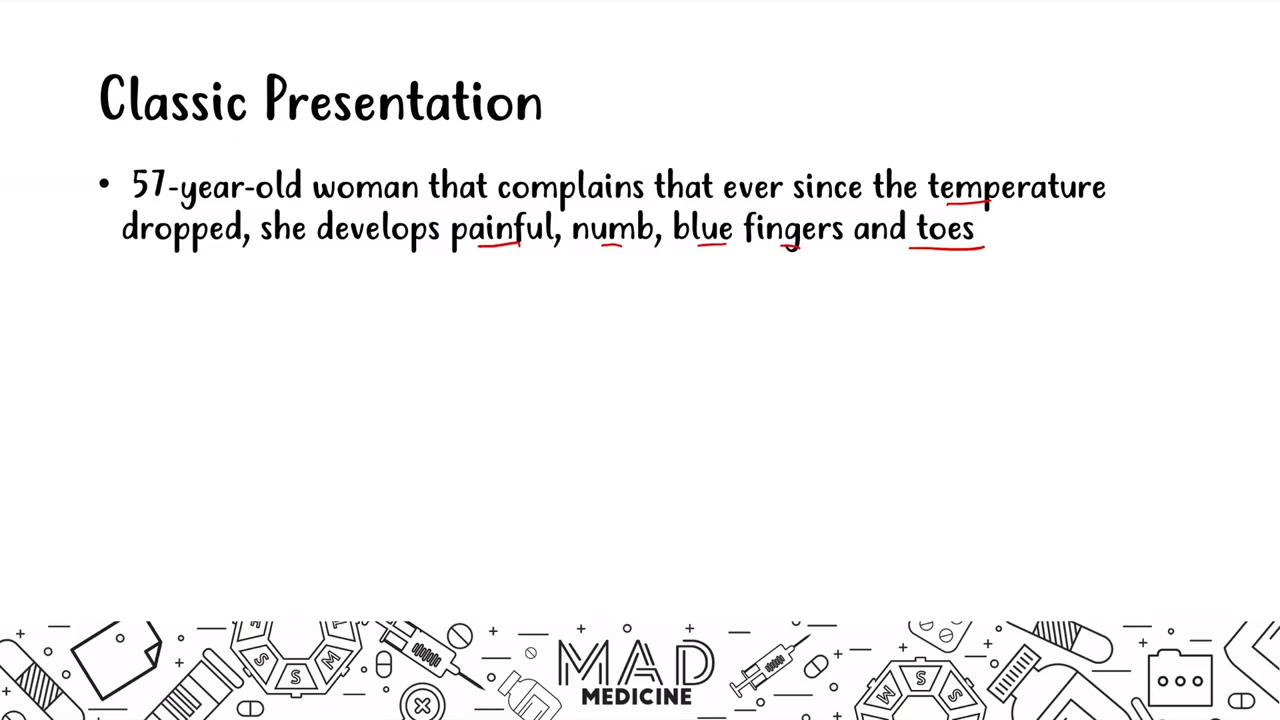 Classic Presentation
• 57-year-old woman that complains that ever since the temperature
dropped, she develops painful, numb, blue fingers and toes
S S M
MAD
MEDICINE
M S S